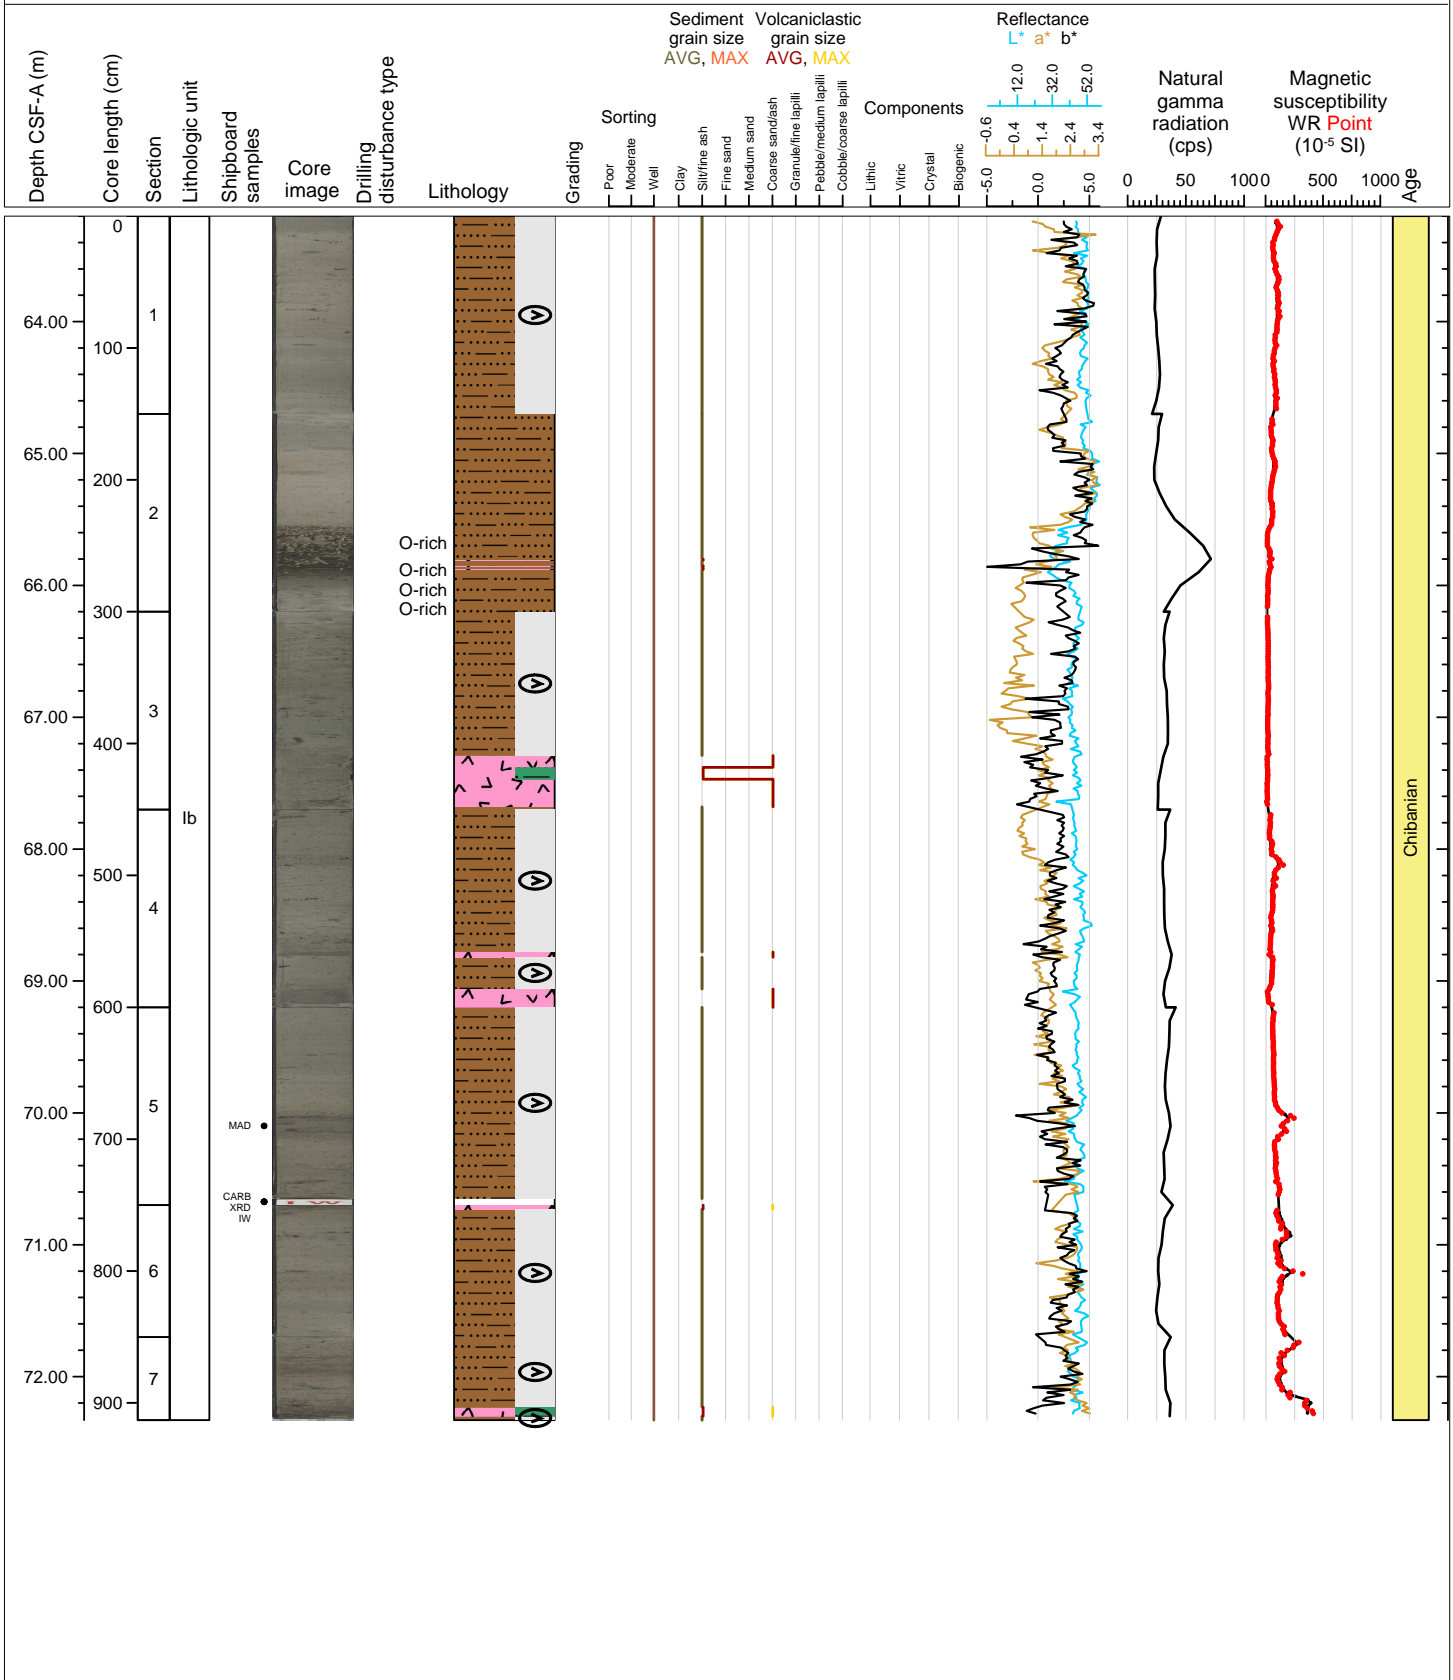 Depth CSF-A (m)
Core length (cm)
Section
Lithologic unit
Shipboard
samples
Core
image
Drilling
disturbance type
Lithology
Grading
Sorting
Poor
Moderate
Well
Sediment
grain size
AVG, MAX
Volcaniclastic
grain size
AVG, MAX
Clay
Silt/fine ash
Fine sand
Medium sand
Coarse sand/ash
Granule/fine lapilli
Pebble/medium lapilli
Cobble/coarse lapilli
Components
Lithic
Vitric
Crystal
Biogenic
Reflectance
L* a* b*
12.0 32.0 52.0
-0.6 0.4 1.4 2.4 3.4
-5.0 0.0 5.0
Natural
gamma
radiation
(cps)
0 50 100
Magnetic
susceptibility
WR Point
(10-5 SI)
0 500 1000
Age
0
1
64.00
100
65.00
200
2
O-rich
O-rich
66.00
O-rich
300
O-rich
3
67.00
400
Ib
68.00
Chibanian
500
4
69.00
600
5
70.00
MAD
700
CARB
XRD
IW
IW
71.00
800
6
72.00
7
900